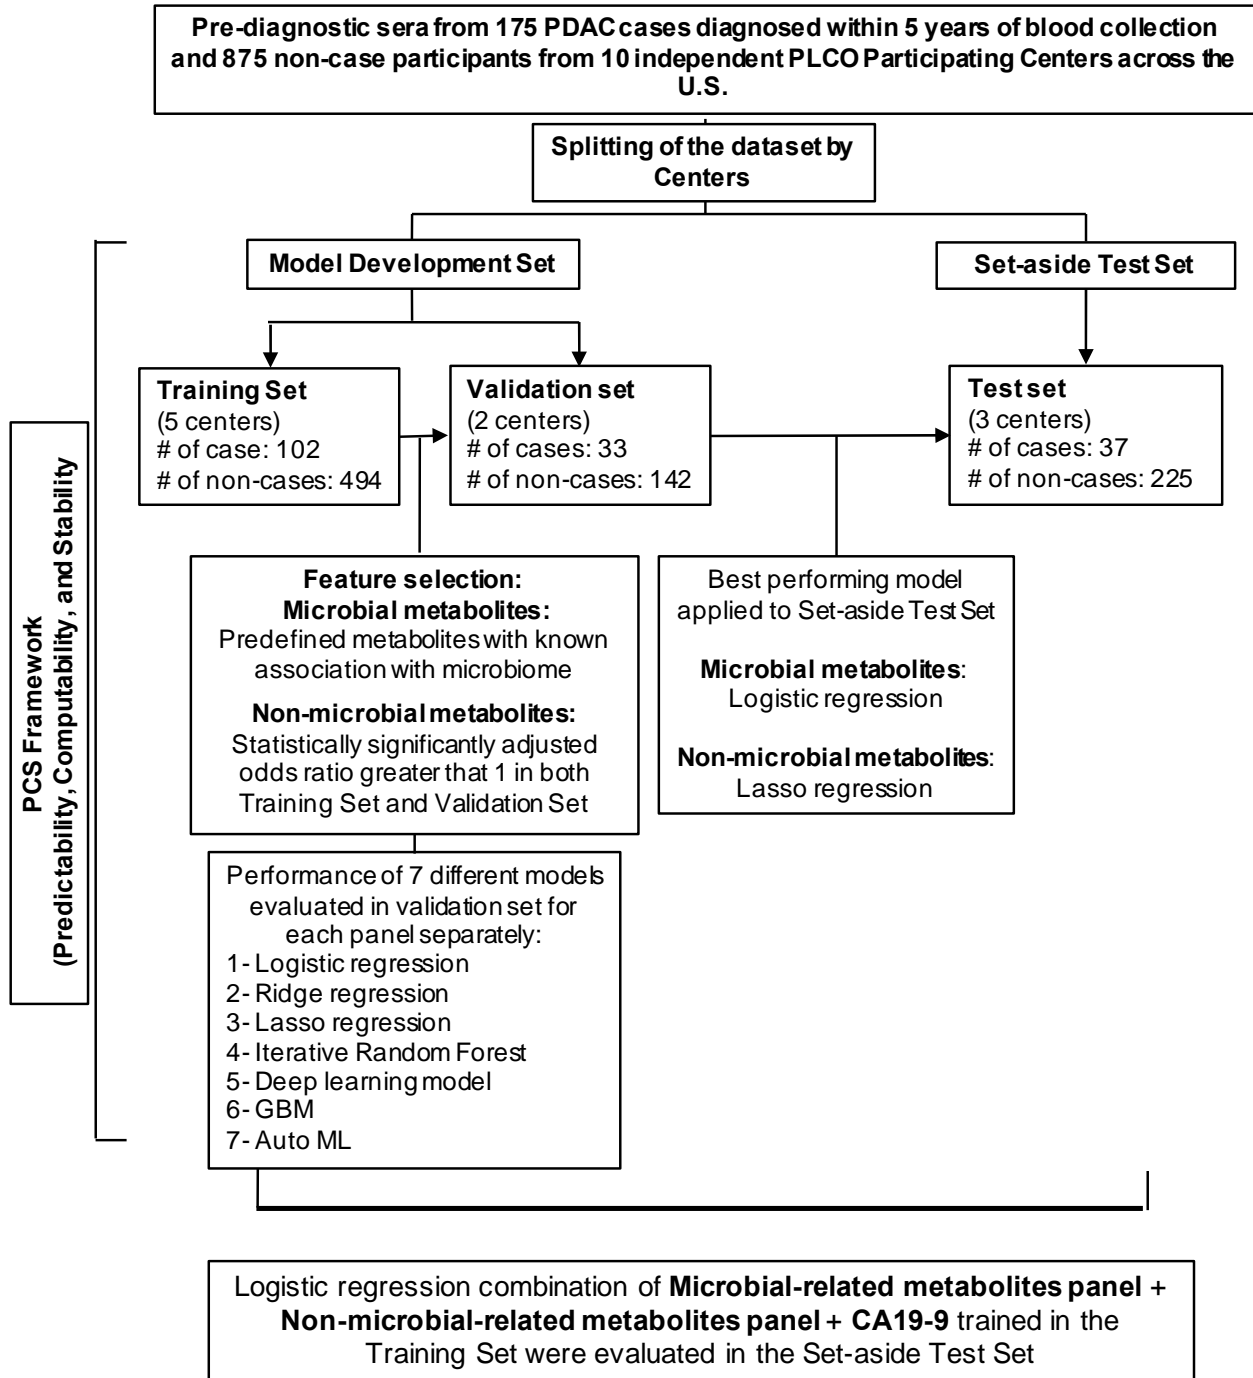 Pre-diagnostic sera from 175 PDAC cases diagnosed within 5 years of blood collection
and 875 non-case participants from 10 independent PLCO Participating Centers across the
U.S.
Splitting of the dataset by
Centers
Model Development Set
Set-aside Test Set
Training Set
(5 centers)
# of case: 102
# of non-cases: 494
Validation set
(2 centers)
# of cases: 33
# of non-cases: 142
Test set
(3 centers)
# of cases: 37
# of non-cases: 225
PCS Framework
(Predictability, Computability, and Stability
Feature selection:
Microbial metabolites:
Predefined metabolites with known
association with microbiome
Non-microbial metabolites:
Statistically significantly adjusted
odds ratio greater that 1 in both
Training Set and Validation Set
Best performing model
applied to Set-aside Test Set
Microbial metabolites:
Logistic regression
Non-microbial metabolites:
Lasso regression
Performance of 7 different models
evaluated in validation set for
each panel separately:
1- Logistic regression
2- Ridge regression
3- Lasso regression
4- Iterative Random Forest
5- Deep learning model
6- GBM
7- Auto ML
Logistic regression combination of Microbial-related metabolites panel +
Non-microbial-related metabolites panel + CA19-9 trained in the
Training Set were evaluated in the Set-aside Test Set